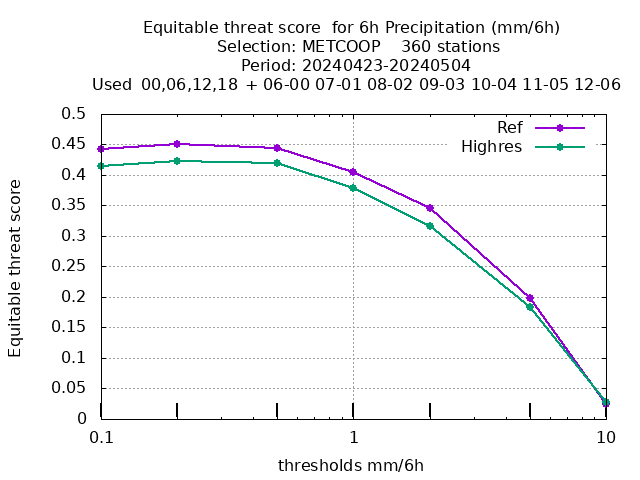 Equitable threat score  for 6h Precipitation (mm/6h)
Selection: METCOOP    360 stations
Period: 20240423-20240504
Used  00,06,12,18  + 06-00 07-01 08-02 09-03 10-04 11-05 12-06
Ref
Highres
Equitable threat score
0.5
0.45
0.4
0.35
0.3
0.25
0.2
0.15
0.1
0.05
0
0.1 1 10
thresholds mm/6h